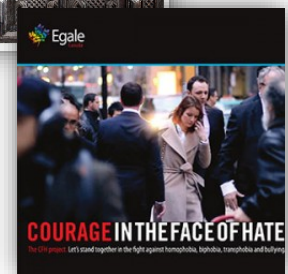 Egale
Canada
COURAGE IN THE FACE OF HATE
The CFH project: Let's stand together in the fight against homophobia, biphobia, transphobia and bullying